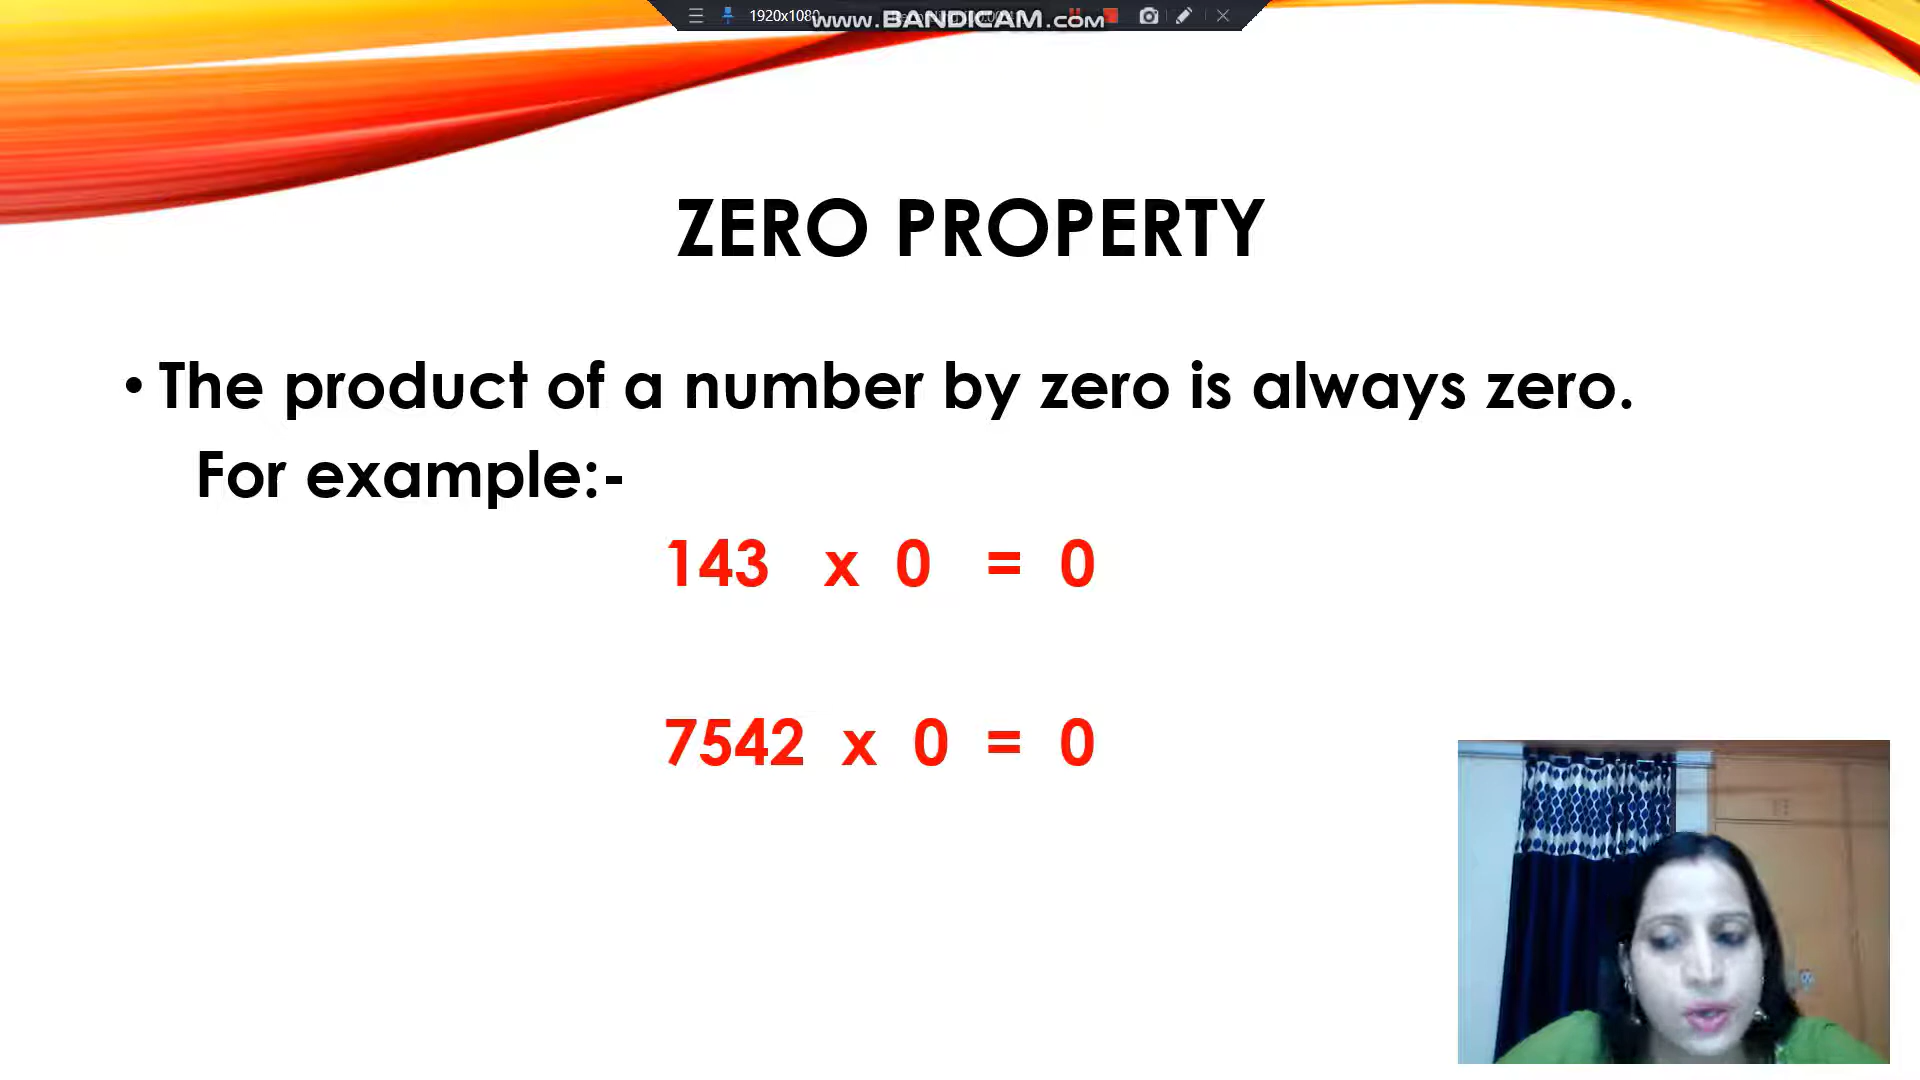 1920x1080
www.BANDICAM.com
ZERO PROPERTY
• The product of a number by zero is always zero.
For example:-
143 x 0 = 0
7542 x 0 = 0